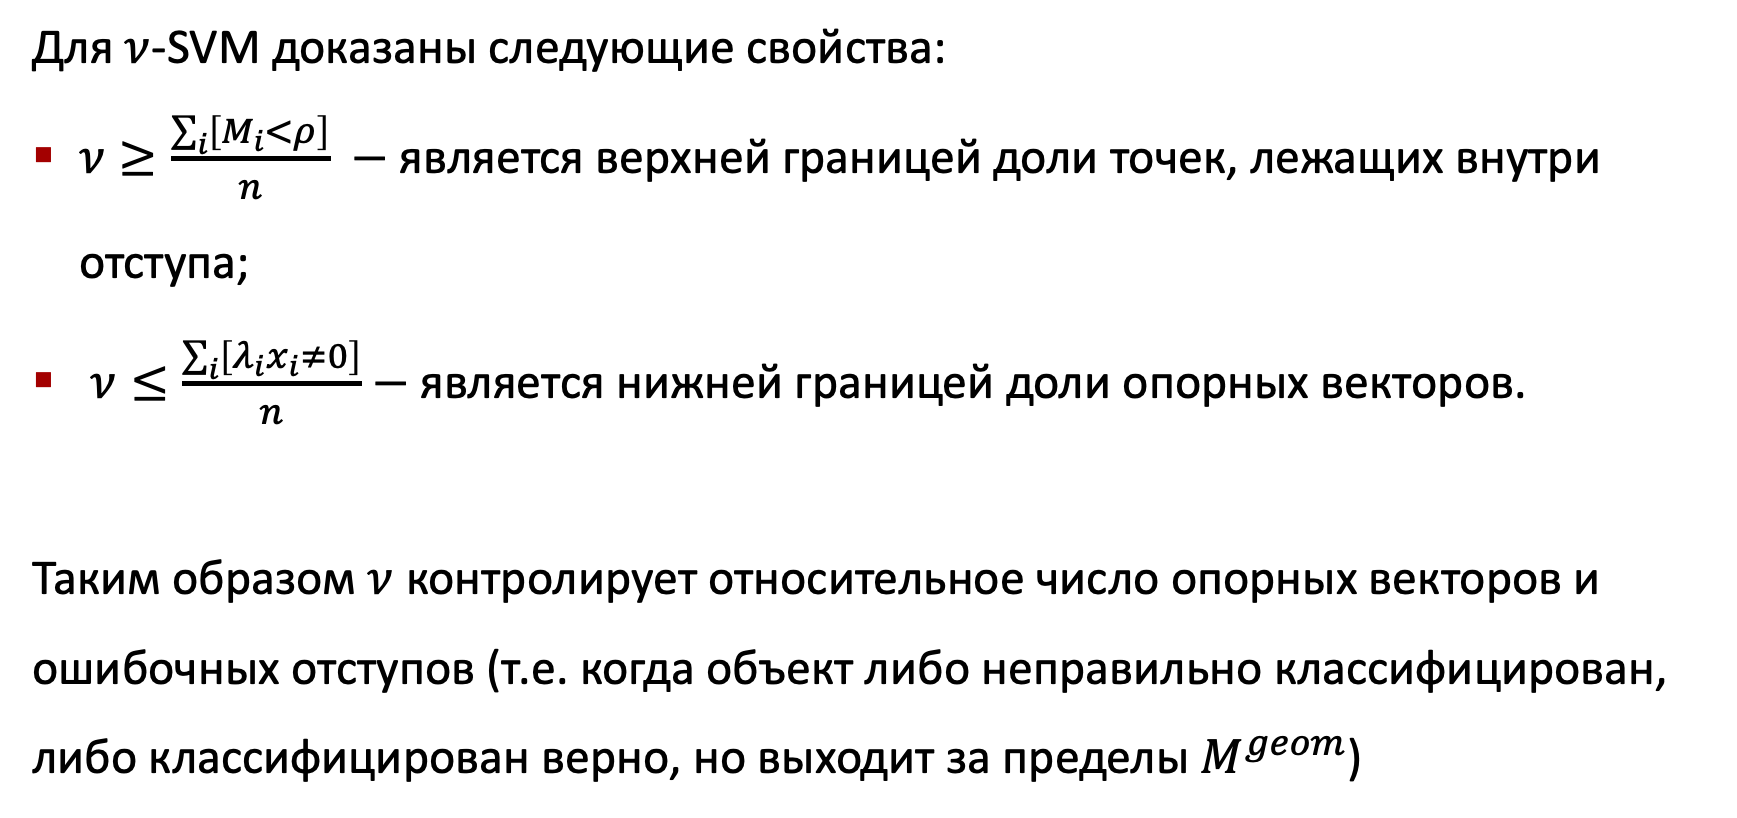 Для ν-SVM доказаны следующие свойства:
▪ ν ≥ ∑ᵢ[Mᵢ<ρ] / n — является верхней границей доли точек, лежащих внутри
отступа;
▪ ν ≤ ∑ᵢ[λᵢxᵢ≠0] / n — является нижней границей доли опорных векторов.
Таким образом ν контролирует относительное число опорных векторов и
ошибочных отступов (т.е. когда объект либо неправильно классифицирован,
либо классифицирован верно, но выходит за пределы M^geom)